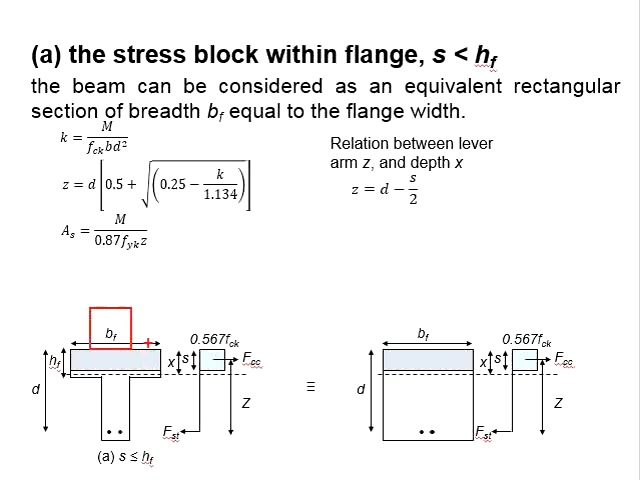 (a) the stress block within flange, s < hf
the beam can be considered as an equivalent rectangular
section of breadth bf equal to the flange width.
k = M / fck bd²
z = d [0.5 + √(0.25 − k / 1.134)]
As = M / 0.87fyk z
Relation between lever
arm z, and depth x
z = d − s / 2
bf
0.567fck
hf
x
s
Fcc
d
z
Fst
(a) s ≤ hf
≡
bf
0.567fck
x
s
Fcc
d
z
Fst